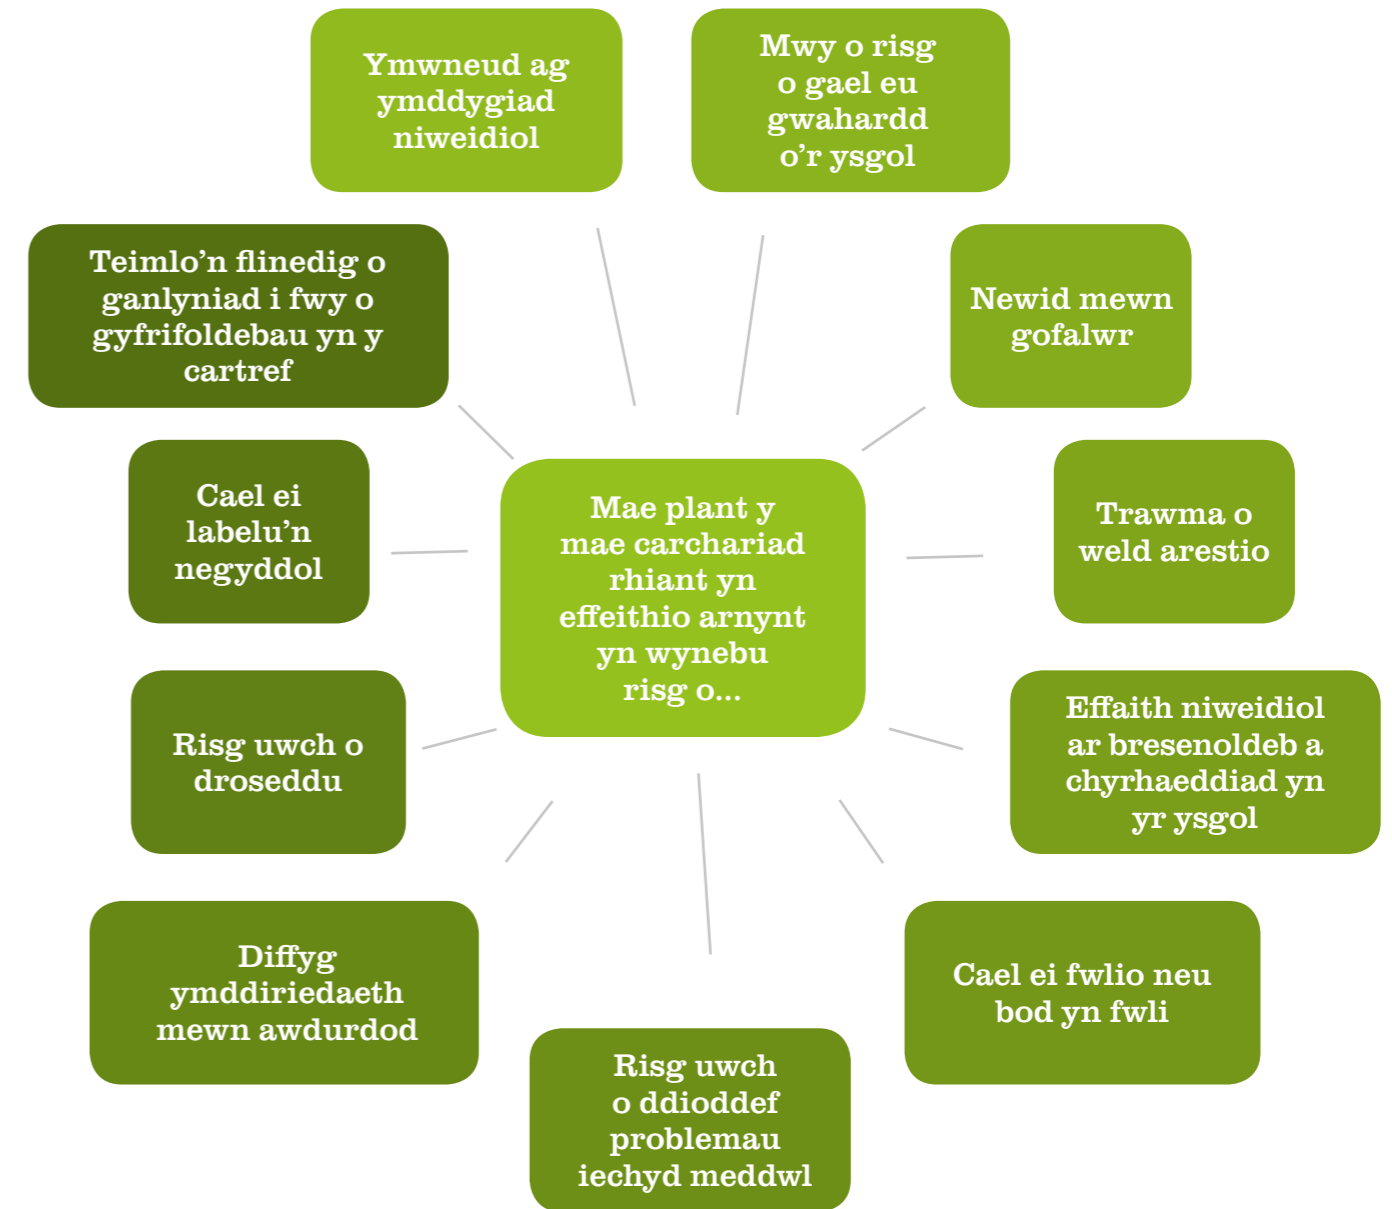 Ymwneud ag
ymddygiad
niweidiol
Mwy o risg
o gael eu
gwahardd
o’r ysgol
Teimlo’n flinedig o
ganlyniad i fwy o
gyfrifoldebau yn y
cartref
Newid mewn
gofalwr
Cael ei
labelu’n
negyddol
Mae plant y
mae carchariad
rhiant yn
effeithio arnynt
yn wynebu
risg o...
Trawma o
weld arestio
Risg uwch o
droseddu
Effaith niweidiol
ar bresenoldeb a
chyrhaeddiad yn
yr ysgol
Diffyg
ymddiriedaeth
mewn awdurdod
Cael ei fwlio neu
bod yn fwli
Risg uwch
o ddioddef
problemau
iechyd meddwl